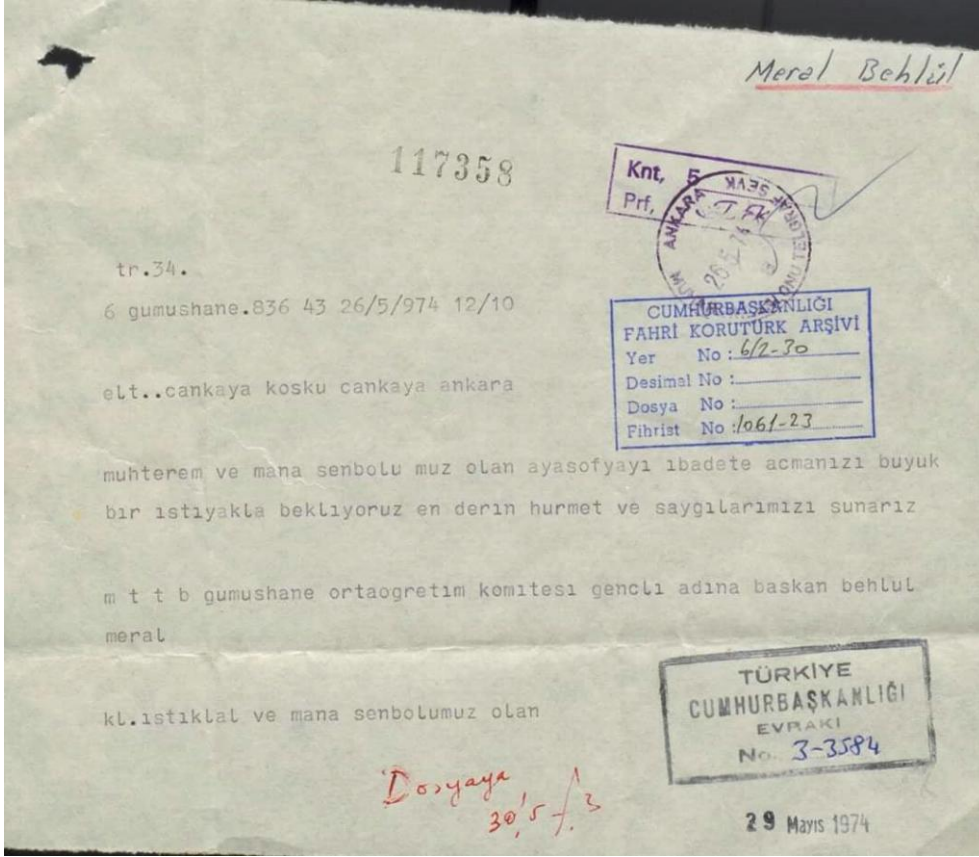 Meral Behlül
117358
Knt, 5
Prf,
ANKARA
SEVK
26.5.74
tr.34.
6 gumushane.836 43 26/5/974 12/10
CUMHURBAŞKANLIĞI
FAHRİ KORUTÜRK ARŞİVİ
Yer No : 6/2-30
Desimal No :
Dosya No :
Fihrist No : 1061-23
elt..cankaya kosku cankaya ankara
muhterem ve mana senbolu muz olan ayasofyayı ıbadete acmanızı buyuk
bır ıstıyakla beklıyoruz en derın hurmet ve saygılarımızı sunarız
m t t b gumushane ortaogretım komıtesı genclı adına baskan behlul
meral
kl.ıstıklal ve mana senbolumuz olan
TÜRKİYE
CUMHURBAŞKANLIĞI
EVRAKI
No. 3-3584
Dosyaya
30.5
29 Mayıs 1974